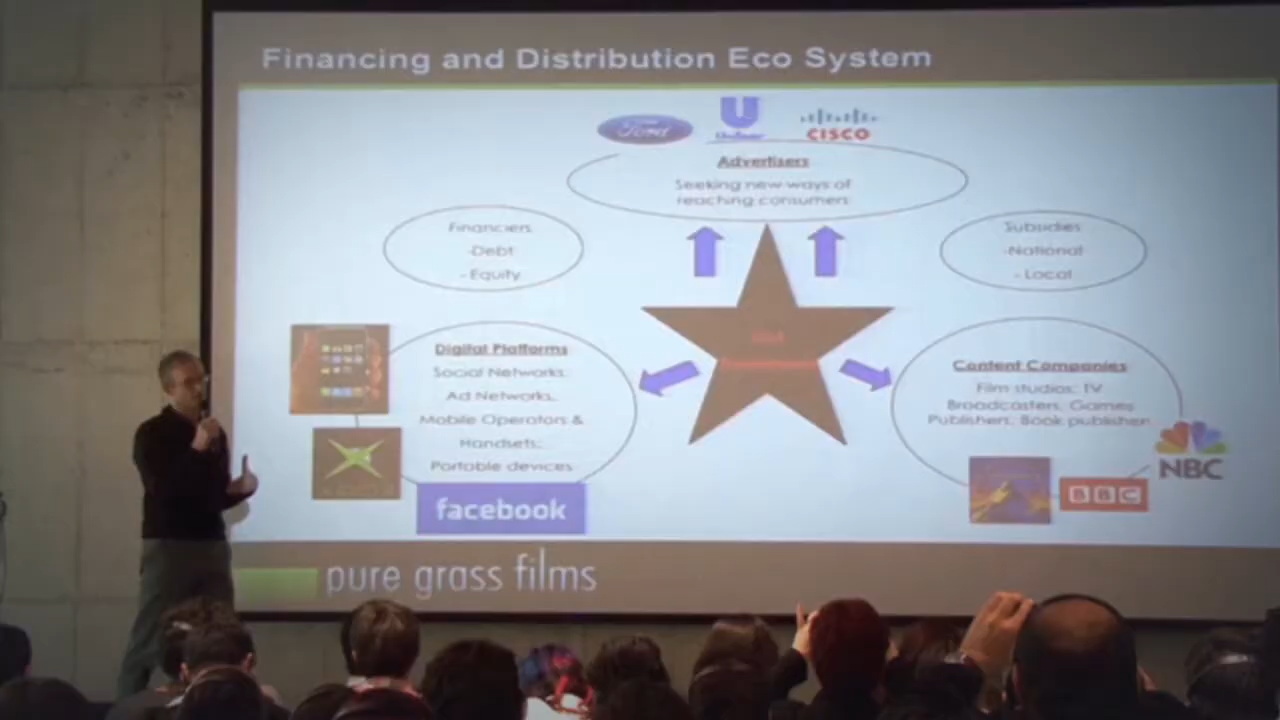 Financing and Distribution Eco System
Ford
Unilever
CISCO
Advertisers
Seeking new ways of
reaching consumers
Financiers
-Debt
-Equity
Subsidies
-National
-Local
Digital Platforms
Social Networks,
Ad Networks,
Mobile Operators &
Handsets;
Portable devices
facebook
Content Companies
Film studios; TV
Broadcasters; Games
Publishers; Book publisher
NBC
BBC
pure grass films